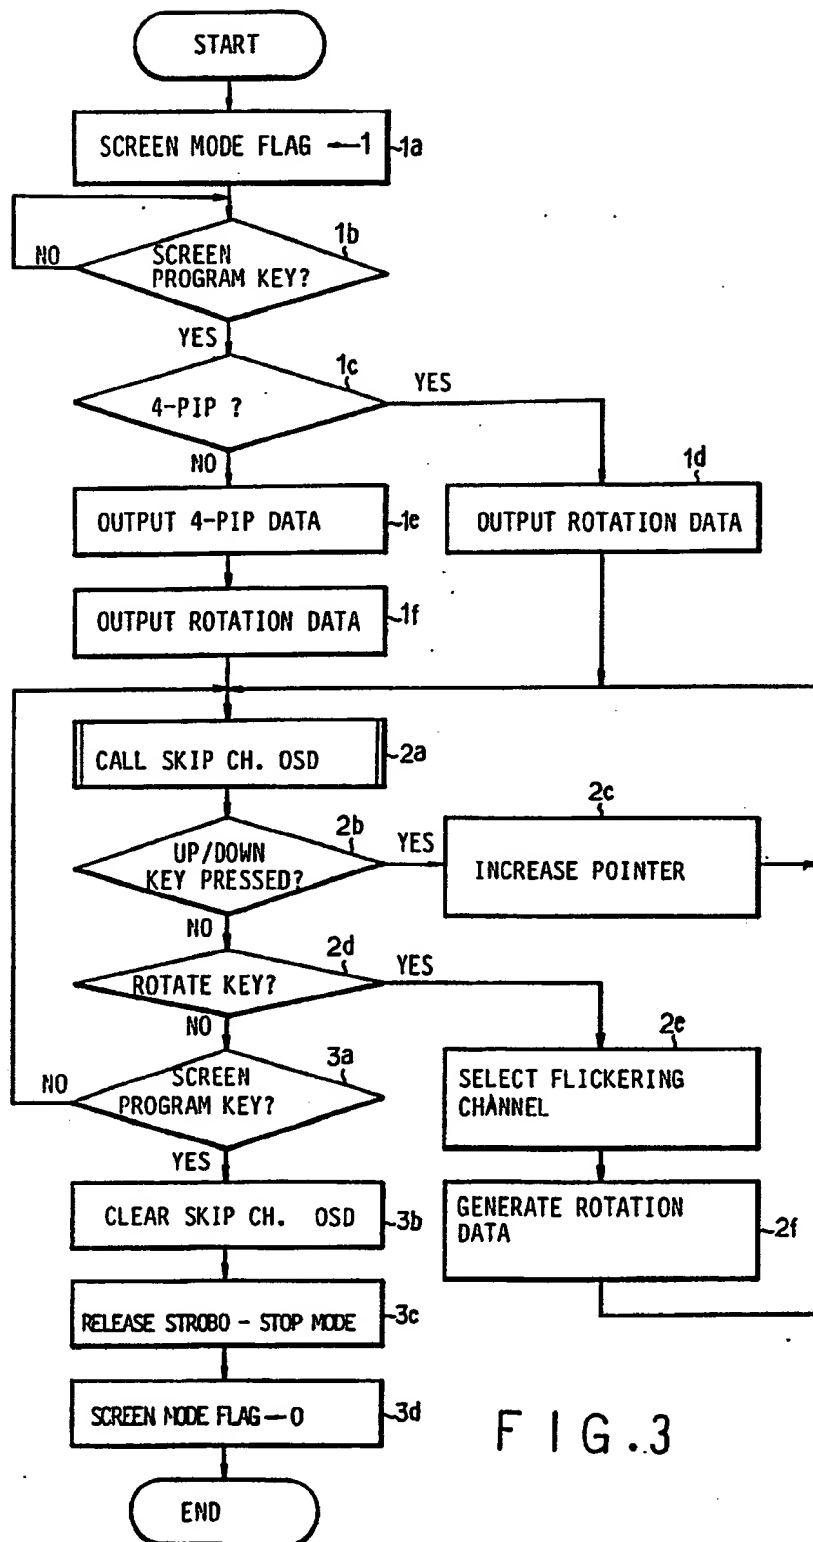 START
SCREEN MODE FLAG ←1
1a
1b
NO
SCREEN
PROGRAM KEY?
YES
1c
YES
4-PIP ?
NO
1d
OUTPUT 4-PIP DATA
1e
OUTPUT ROTATION DATA
OUTPUT ROTATION DATA
1f
CALL SKIP CH. OSD
2a
2c
2b
YES
UP/DOWN
KEY PRESSED?
INCREASE POINTER
NO
2d
YES
ROTATE KEY?
NO
2e
3a
NO
SCREEN
PROGRAM KEY?
SELECT FLICKERING
CHANNEL
YES
CLEAR SKIP CH. OSD
3b
GENERATE ROTATION
DATA
2f
RELEASE STROBO - STOP MODE
3c
SCREEN MODE FLAG←0
3d
FIG.3
END